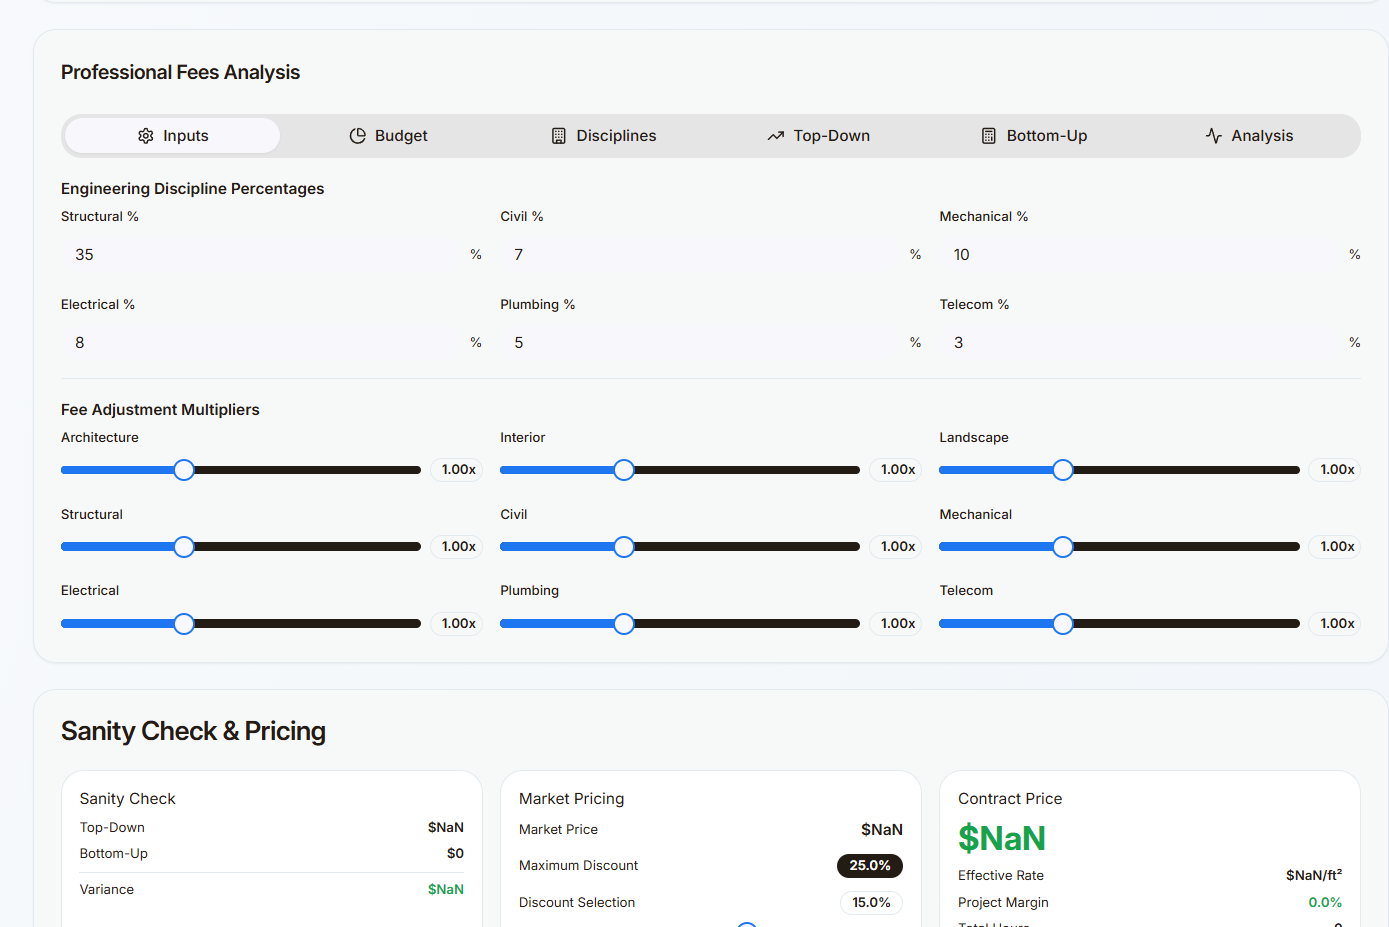 Professional Fees Analysis
Inputs Budget Disciplines Top-Down Bottom-Up Analysis
Engineering Discipline Percentages
Structural % Civil % Mechanical %
35 % 7 % 10 %
Electrical % Plumbing % Telecom %
8 % 5 % 3 %
Fee Adjustment Multipliers
Architecture Interior Landscape
1.00x 1.00x 1.00x
Structural Civil Mechanical
1.00x 1.00x 1.00x
Electrical Plumbing Telecom
1.00x 1.00x 1.00x
Sanity Check & Pricing
Sanity Check
Top-Down $NaN
Bottom-Up $0
Variance $NaN
Market Pricing
Market Price $NaN
Maximum Discount 25.0%
Discount Selection 15.0%
Contract Price
$NaN
Effective Rate $NaN/ft²
Project Margin 0.0%
Total Hours 0